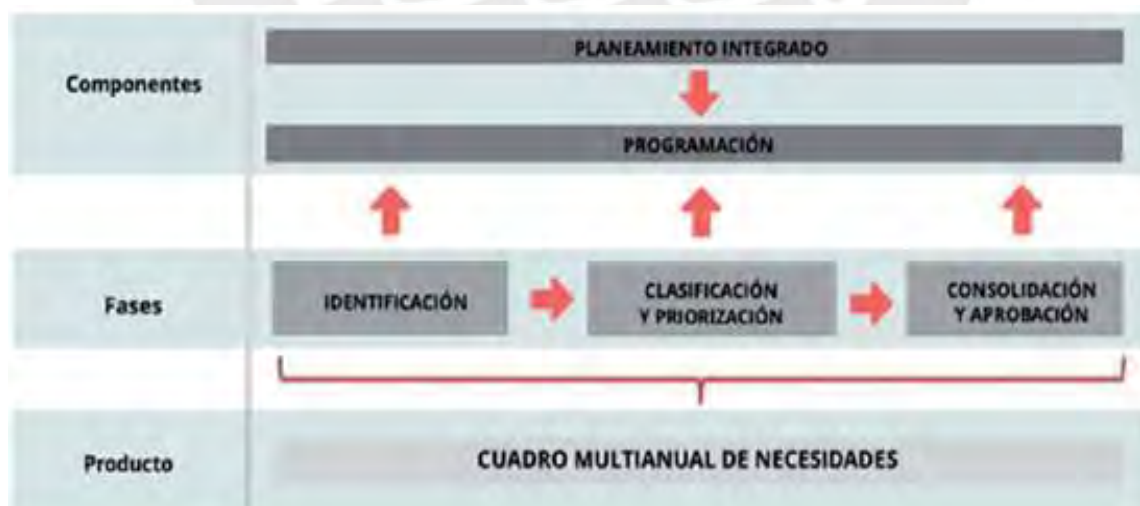 Componentes
PLANEAMIENTO INTEGRADO
PROGRAMACIÓN
Fases
IDENTIFICACIÓN
CLASIFICACIÓN
Y PRIORIZACIÓN
CONSOLIDACIÓN
Y APROBACIÓN
Producto
CUADRO MULTIANUAL DE NECESIDADES